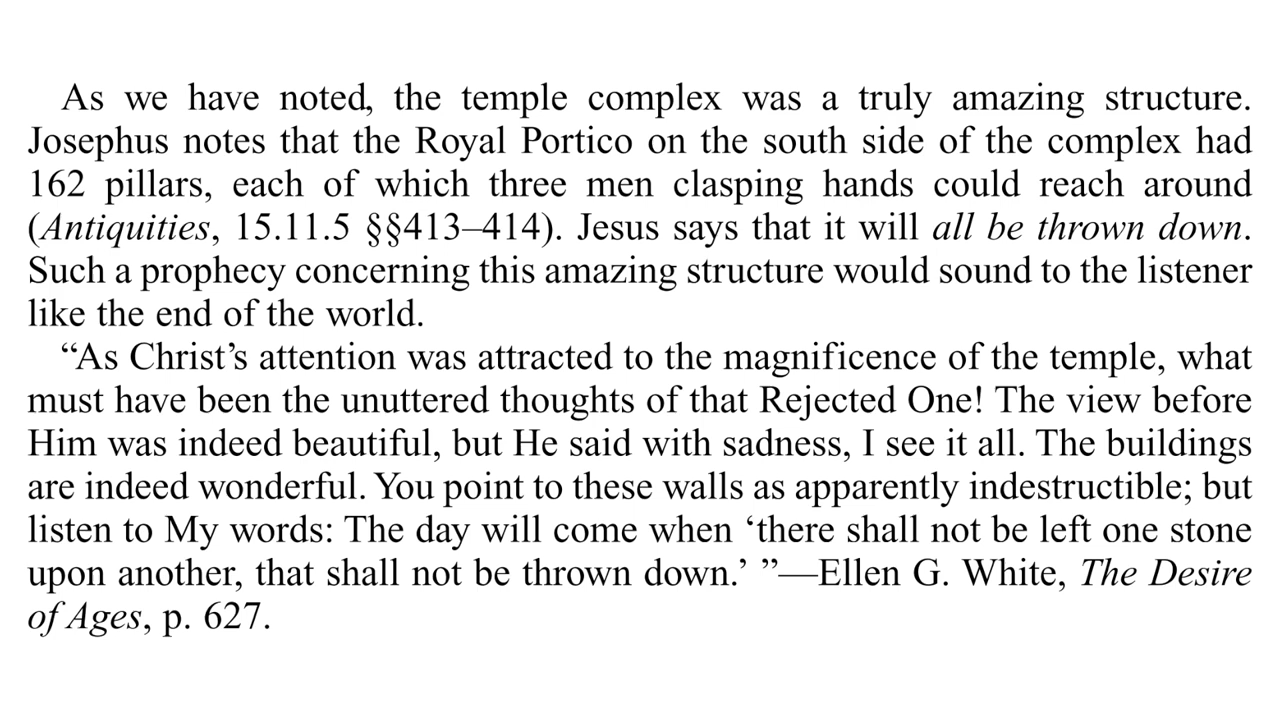 As we have noted, the temple complex was a truly amazing structure.
Josephus notes that the Royal Portico on the south side of the complex had
162 pillars, each of which three men clasping hands could reach around
(Antiquities, 15.11.5 §§413–414). Jesus says that it will all be thrown down.
Such a prophecy concerning this amazing structure would sound to the listener
like the end of the world.
“As Christ’s attention was attracted to the magnificence of the temple, what
must have been the unuttered thoughts of that Rejected One! The view before
Him was indeed beautiful, but He said with sadness, I see it all. The buildings
are indeed wonderful. You point to these walls as apparently indestructible; but
listen to My words: The day will come when ‘there shall not be left one stone
upon another, that shall not be thrown down.’ ”—Ellen G. White, The Desire
of Ages, p. 627.